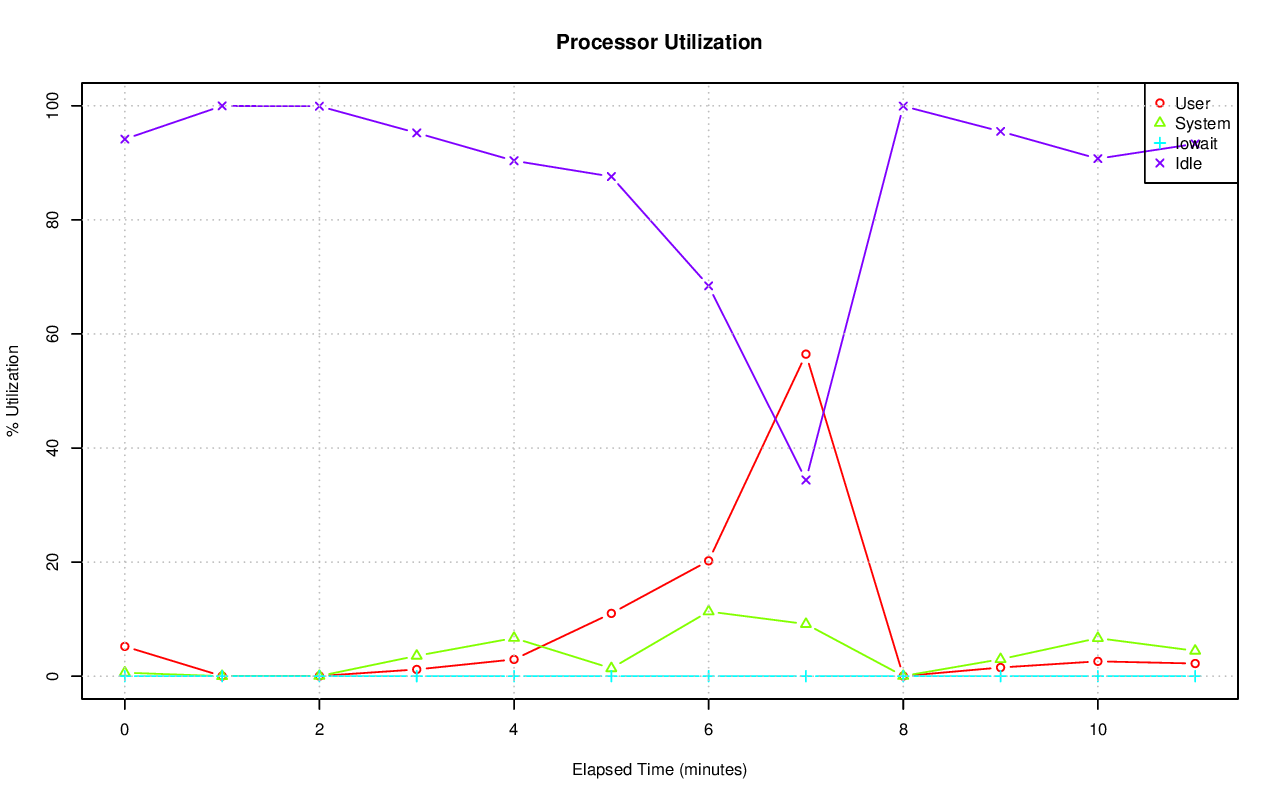 Processor Utilization
% Utilization
100
80
60
40
20
0
User
System
Iowait
Idle
0 2 4 6 8 10
Elapsed Time (minutes)